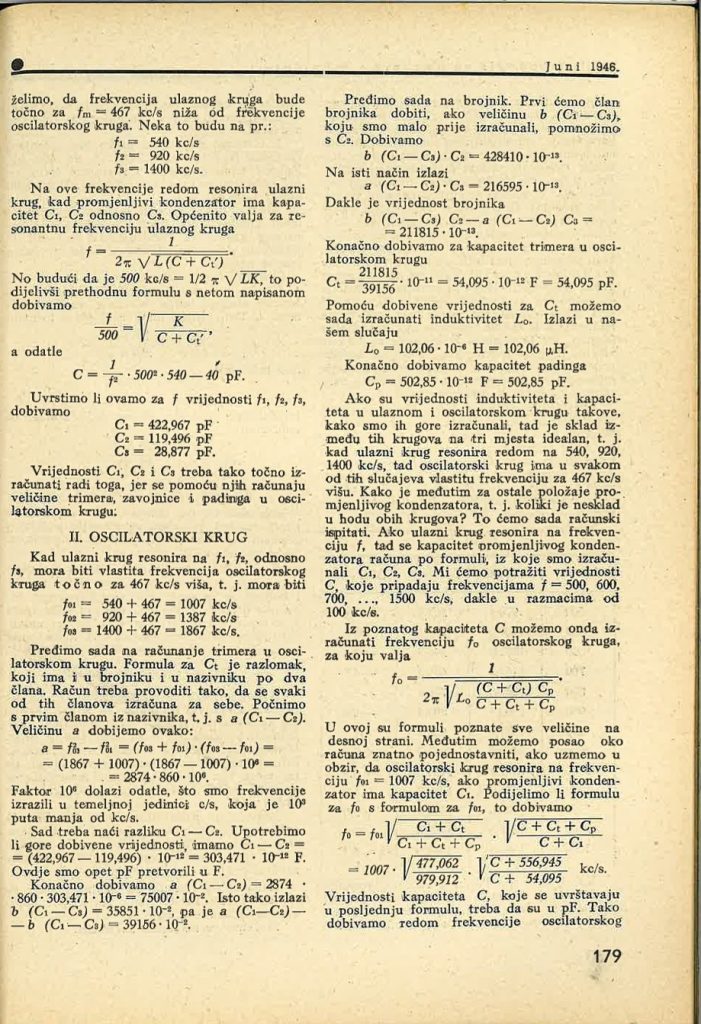 Juni 1946.
želimo, da frekvencija ulaznog kruga bude
točno za fm = 467 kc/s niža od frekvencije
oscilatorskog kruga. Neka to budu na pr.:
f₁ = 540 kc/s
f₂ = 920 kc/s
f₃ = 1400 kc/s.
Na ove frekvencije redom resonira ulazni
krug, kad promjenljivi kondenzator ima kapa-
citet C₁, C₂ odnosno C₃. Općenito valja za re-
sonantnu frekvenciju ulaznog kruga
f = 1 / 2π √L(C + Ct′) .
No budući da je 500 kc/s = 1/2 π √LK, to po-
dijelivši prethodnu formulu s netom napisanom
dobivamo
f / 500 = √ K / C + Ct′ ,
a odatle
C = 1 / f² · 500² · 540 — 40 pF.
Uvrstimo li ovamo za f vrijednosti f₁, f₂, f₃,
dobivamo
C₁ = 422,967 pF
C₂ = 119,496 pF
C₃ = 28,877 pF.
Vrijednosti C₁, C₂ i C₃ treba tako točno iz-
računati radi toga, jer se pomoću njih računaju
veličine trimera, zavojnice i padinga u osci-
latorskom krugu.
II. OSCILATORSKI KRUG
Kad ulazni krug resonira na f₁, f₂, odnosno
f₃, mora biti vlastita frekvencija oscilatorskog
kruga točno za 467 kc/s viša, t. j. mora biti
f₀₁ = 540 + 467 = 1007 kc/s
f₀₂ = 920 + 467 = 1387 kc/s
f₀₃ = 1400 + 467 = 1867 kc/s.
Pređimo sada na računanje trimera u osci-
latorskom krugu. Formula za Ct je razlomak,
koji ima i u brojniku i u nazivniku po dva
člana. Račun treba provoditi tako, da se svaki
od tih članova izračuna za sebe. Počnimo
s prvim članom iz nazivnika, t. j. s a (C₁ — C₂).
Veličinu a dobijemo ovako:
a = f₀₃² — f₀₁² = (f₀₃ + f₀₁) · (f₀₃ — f₀₁) =
= (1867 + 1007) · (1867 — 1007) · 10⁶ =
= 2874 · 860 · 10⁶.
Faktor 10⁶ dolazi odatle, što smo frekvencije
izrazili u temeljnoj jedinici c/s, koja je 10³
puta manja od kc/s.
Sad treba naći razliku C₁ — C₂. Upotrebimo
li gore dobivene vrijednosti, imamo C₁ — C₂ =
= (422,967 — 119,496) · 10⁻¹² = 303,471 · 10⁻¹² F.
Ovdje smo opet pF pretvorili u F.
Konačno dobivamo a (C₁ — C₂) = 2874 ·
· 860 · 303,471 · 10⁻⁶ = 75007 · 10⁻². Isto tako izlazi
b (C₁ — C₃) = 35851 · 10⁻², pa je a (C₁—C₂) —
— b (C₁ — C₃) = 39156 · 10⁻².
Pređimo sada na brojnik. Prvi ćemo član
brojnika dobiti, ako veličinu b (C₁ — C₃),
koju smo malo prije izračunali, pomnožimo
s C₂. Dobivamo
b (C₁ — C₃) · C₂ = 428410 · 10⁻¹³.
Na isti način izlazi
a (C₁ — C₂) · C₃ = 216595 · 10⁻¹³.
Dakle je vrijednost brojnika
b (C₁ — C₃) C₂ — a (C₁ — C₂) C₃ =
= 211815 · 10⁻¹³.
Konačno dobivamo za kapacitet trimera u osci-
latorskom krugu
Ct = 211815 / 39156 · 10⁻¹¹ = 54,095 · 10⁻¹² F = 54,095 pF.
Pomoću dobivene vrijednosti za Ct možemo
sada izračunati induktivitet L₀. Izlazi u na-
šem slučaju
L₀ = 102,06 · 10⁻⁶ H = 102,06 µH.
Konačno dobivamo kapacitet padinga
Cp = 502,85 · 10⁻¹² F = 502,85 pF.
Ako su vrijednosti induktiviteta i kapaci-
teta u ulaznom i oscilatorskom krugu takove,
kako smo ih gore izračunali, tad je sklad iz-
među tih krugova na tri mjesta idealan, t. j.
kad ulazni krug resonira redom na 540, 920,
1400 kc/s, tad oscilatorski krug ima u svakom
od tih slučajeva vlastitu frekvenciju za 467 kc/s
višu. Kako je međutim za ostale položaje pro-
mjenljivog kondenzatora, t. j. koliki je nesklad
u hodu obih krugova? To ćemo sada računski
ispitati. Ako ulazni krug resonira na frekven-
ciju f, tad se kapacitet promjenljivog konden-
zatora računa po formuli, iz koje smo izraču-
nali C₁, C₂, C₃. Mi ćemo potražiti vrijednosti
C, koje pripadaju frekvencijama f = 500, 600,
700, ..., 1500 kc/s, dakle u razmacima od
100 kc/s.
Iz poznatog kapaciteta C možemo onda iz-
računati frekvenciju f₀ oscilatorskog kruga,
za koju valja
f₀ = 1 / 2π √ L₀ (C + Ct) Cp / C + Ct + Cp .
U ovoj su formuli poznate sve veličine na
desnoj strani. Međutim možemo posao oko
računa znatno pojednostavniti, ako uzmemo u
obzir, da oscilatorski krug resonira na frekven-
ciju f₀₁ = 1007 kc/s, ako promjenljivi konden-
zator ima kapacitet C₁. Podijelimo li formulu
za f₀ s formulom za f₀₁, to dobivamo
f₀ = f₀₁ √ C₁ + Ct / C₁ + Ct + Cp · √ C + Ct + Cp / C + C₁
= 1007 · √ 477,062 / 979,912 · √ C + 556,945 / C + 54,095 kc/s.
Vrijednosti kapaciteta C, koje se uvrštavaju
u posljednju formulu, treba da su u pF. Tako
dobivamo redom frekvencije oscilatorskog
179